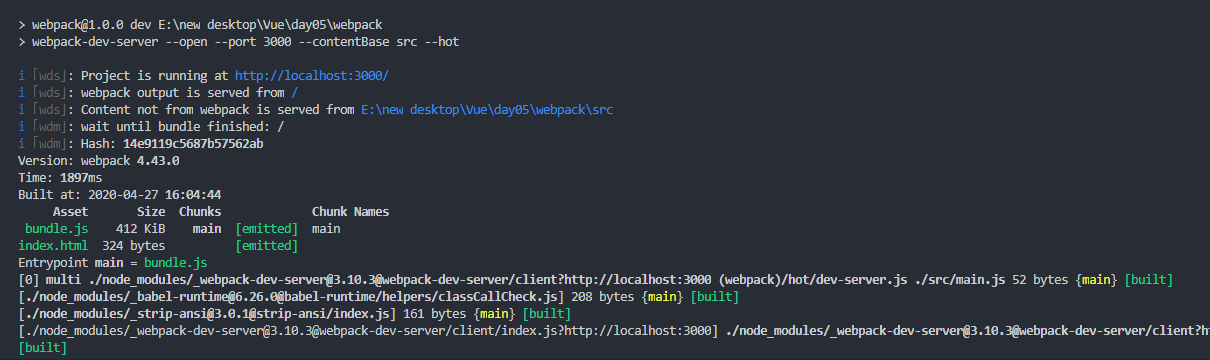 > webpack@1.0.0 dev E:\new desktop\Vue\day05\webpack
> webpack-dev-server --open --port 3000 --contentBase src --hot
i ｢wds｣: Project is running at http://localhost:3000/
i ｢wds｣: webpack output is served from /
i ｢wds｣: Content not from webpack is served from E:\new desktop\Vue\day05\webpack\src
i ｢wdm｣: wait until bundle finished: /
i ｢wdm｣: Hash: 14e9119c5687b57562ab
Version: webpack 4.43.0
Time: 1897ms
Built at: 2020-04-27 16:04:44
Asset Size Chunks Chunk Names
bundle.js 412 KiB main [emitted] main
index.html 324 bytes [emitted]
Entrypoint main = bundle.js
[0] multi ./node_modules/_webpack-dev-server@3.10.3@webpack-dev-server/client?http://localhost:3000 (webpack)/hot/dev-server.js ./src/main.js 52 bytes {main} [built]
[./node_modules/_babel-runtime@6.26.0@babel-runtime/helpers/classCallCheck.js] 208 bytes {main} [built]
[./node_modules/_strip-ansi@3.0.1@strip-ansi/index.js] 161 bytes {main} [built]
[./node_modules/_webpack-dev-server@3.10.3@webpack-dev-server/client/index.js?http://localhost:3000] ./node_modules/_webpack-dev-server@3.10.3@webpack-dev-server/client?ht
[built]